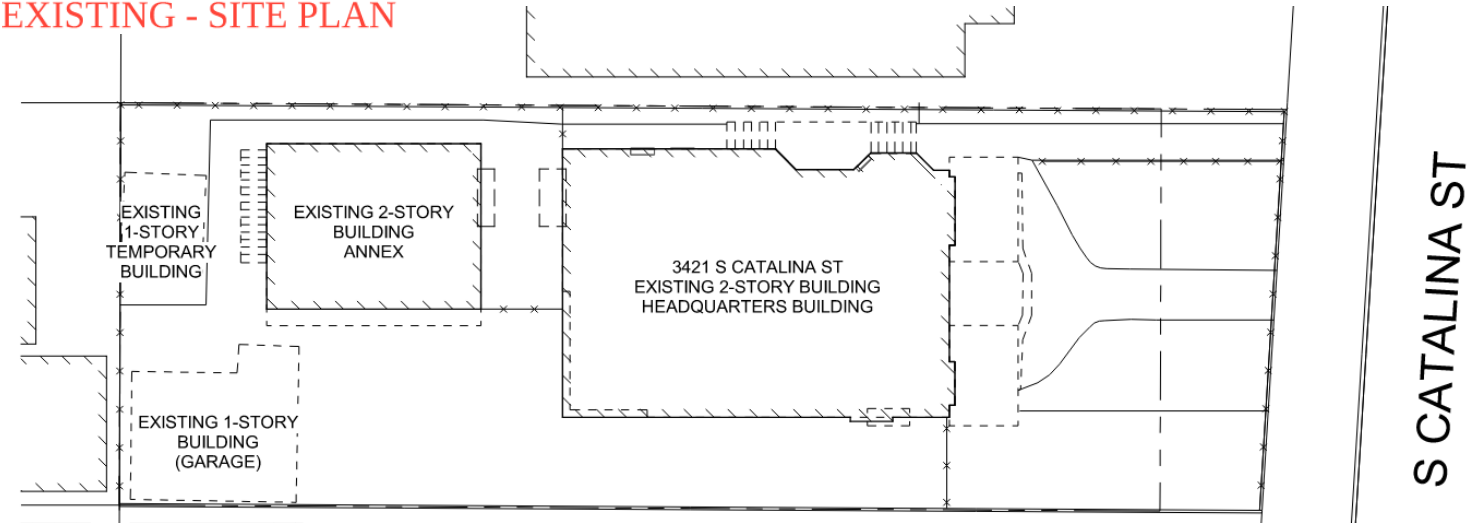 EXISTING - SITE PLAN
EXISTING
1-STORY
TEMPORARY
BUILDING
EXISTING 2-STORY
BUILDING
ANNEX
3421 S CATALINA ST
EXISTING 2-STORY BUILDING
HEADQUARTERS BUILDING
EXISTING 1-STORY
BUILDING
(GARAGE)
S CATALINA ST